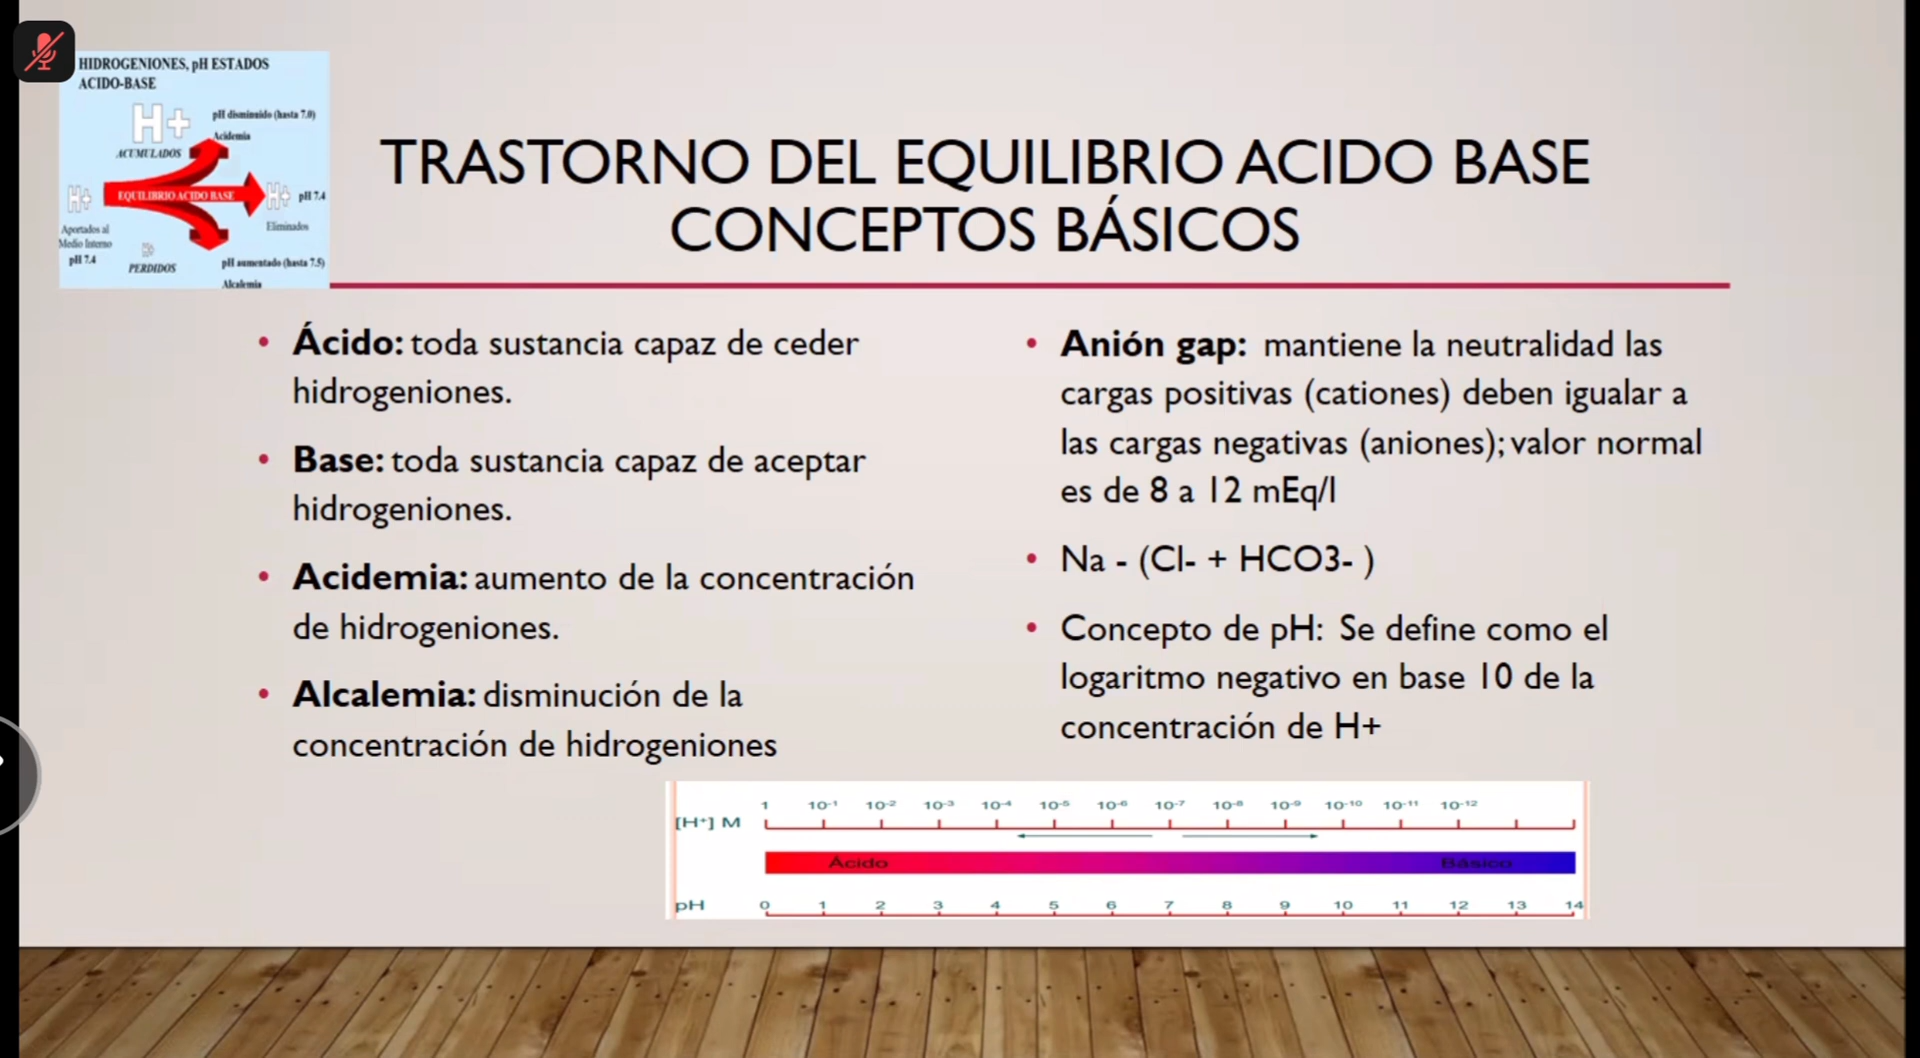 HIDROGENIONES, pH ESTADOS
ACIDO-BASE
H+
pH disminuido (hasta 7.0)
Acidemia
ACUMULADOS
H+
EQUILIBRIO ACIDO BASE
H+
pH 7.4
Aportados al
Medio Interno
pH 7.4
Eliminados
H+
PERDIDOS
pH aumentado (hasta 7.5)
Alcalemia
TRASTORNO DEL EQUILIBRIO ACIDO BASE
CONCEPTOS BÁSICOS
• Ácido: toda sustancia capaz de ceder
hidrogeniones.
• Base: toda sustancia capaz de aceptar
hidrogeniones.
• Acidemia: aumento de la concentración
de hidrogeniones.
• Alcalemia: disminución de la
concentración de hidrogeniones
• Anión gap: mantiene la neutralidad las
cargas positivas (cationes) deben igualar a
las cargas negativas (aniones); valor normal
es de 8 a 12 mEq/l
• Na - (Cl- + HCO3- )
• Concepto de pH: Se define como el
logaritmo negativo en base 10 de la
concentración de H+
1 10⁻¹ 10⁻² 10⁻³ 10⁻⁴ 10⁻⁵ 10⁻⁶ 10⁻⁷ 10⁻⁸ 10⁻⁹ 10⁻¹⁰ 10⁻¹¹ 10⁻¹²
[H⁺] M
Ácido Básico
pH 0 1 2 3 4 5 6 7 8 9 10 11 12 13 14